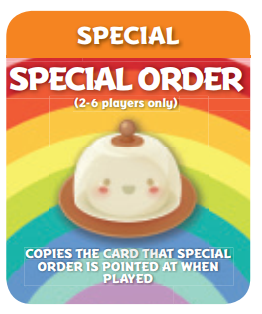 SPECIAL
SPECIAL ORDER
(2-6 players only)
COPIES THE CARD THAT SPECIAL
ORDER IS POINTED AT WHEN
PLAYED